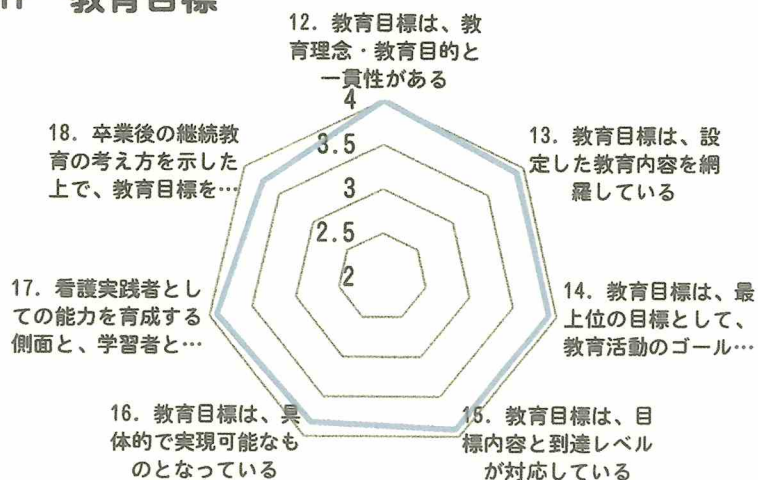 教育目標
12. 教育目標は、教
育理念・教育目的と
一貫性がある
4
3.5
3
2.5
2
13. 教育目標は、設
定した教育内容を網
羅している
14. 教育目標は、最
上位の目標として、
教育活動のゴール…
15. 教育目標は、目
標内容と到達レベル
が対応している
16. 教育目標は、具
体的で実現可能なも
のとなっている
17. 看護実践者とし
ての能力を育成する
側面と、学習者と…
18. 卒業後の継続教
育の考え方を示した
上で、教育目標を…